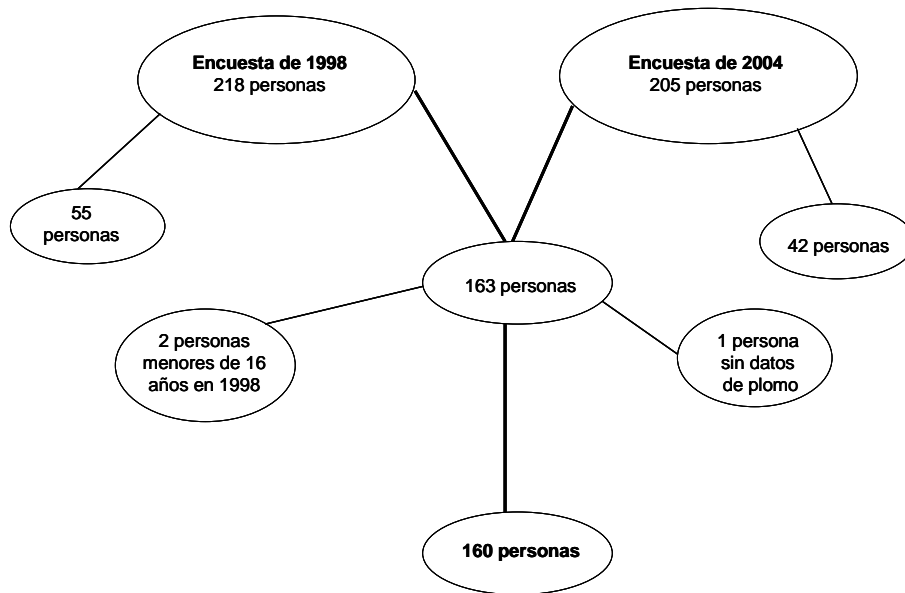 Encuesta de 1998
218 personas
Encuesta de 2004
205 personas
55
personas
42 personas
163 personas
2 personas
menores de 16
años en 1998
1 persona
sin datos
de plomo
160 personas